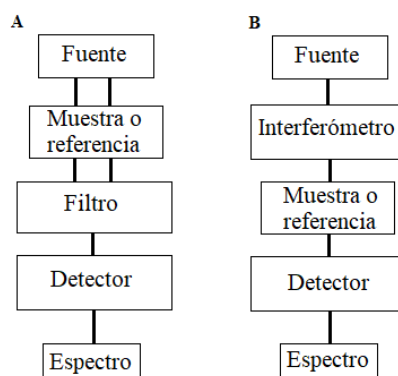 A
Fuente
Muestra o
referencia
Filtro
Detector
Espectro
B
Fuente
Interferómetro
Muestra o
referencia
Detector
Espectro